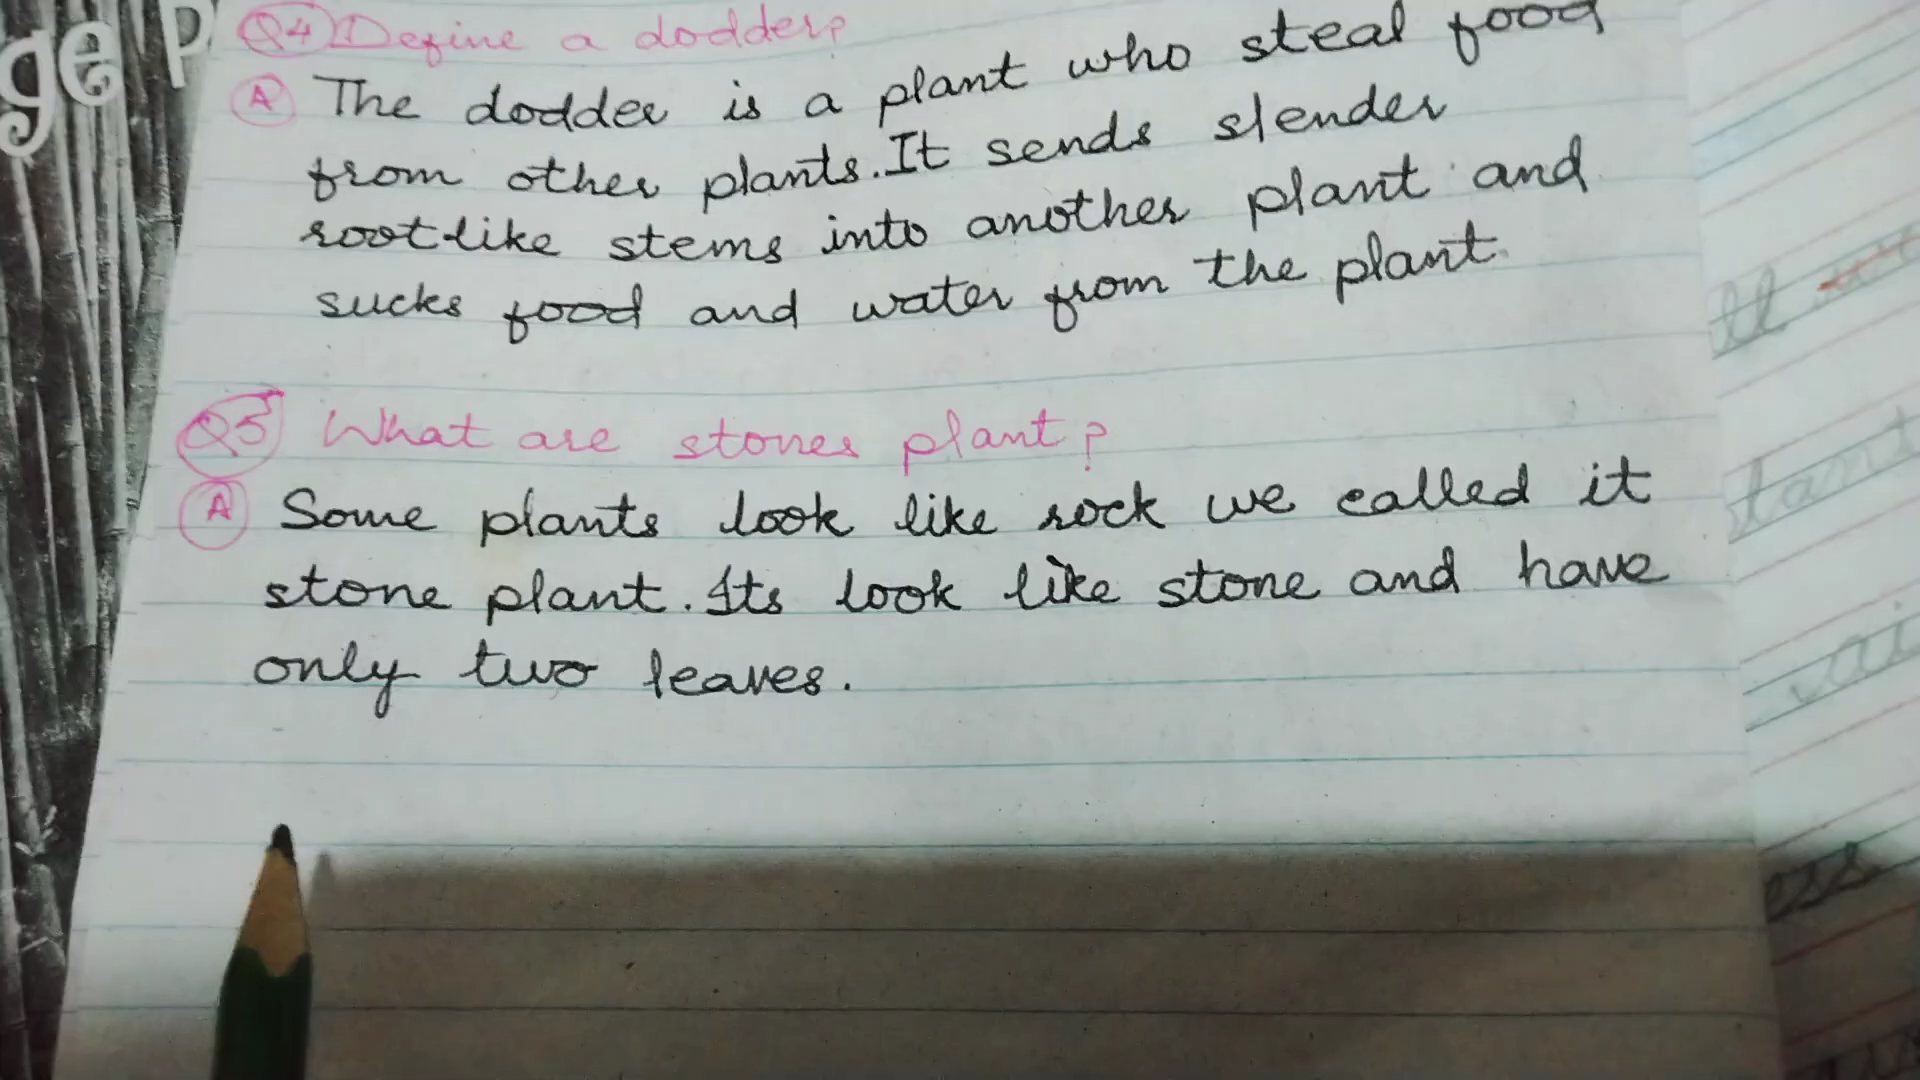 ge P
Q4 Define a dodder?
A The dodder is a plant who steal food
from other plants. It sends slender
rootlike stems into another plant and
sucks food and water from the plant.
Q5 What are stones plant?
A Some plants look like rock we called it
stone plant. Its look like stone and have
only two leaves.